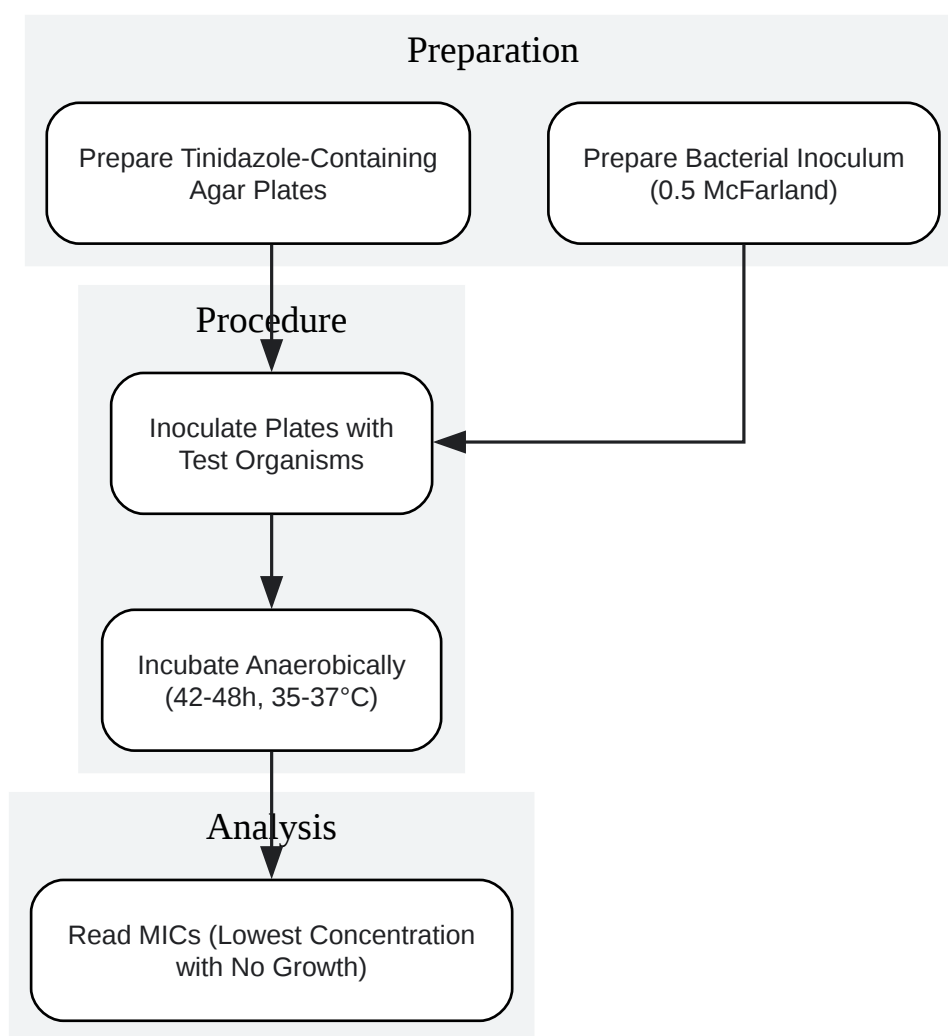 Preparation
Prepare Tinidazole-Containing
Agar Plates
Prepare Bacterial Inoculum
(0.5 McFarland)
Procedure
Inoculate Plates with
Test Organisms
Incubate Anaerobically
(42-48h, 35-37°C)
Analysis
Read MICs (Lowest Concentration
with No Growth)